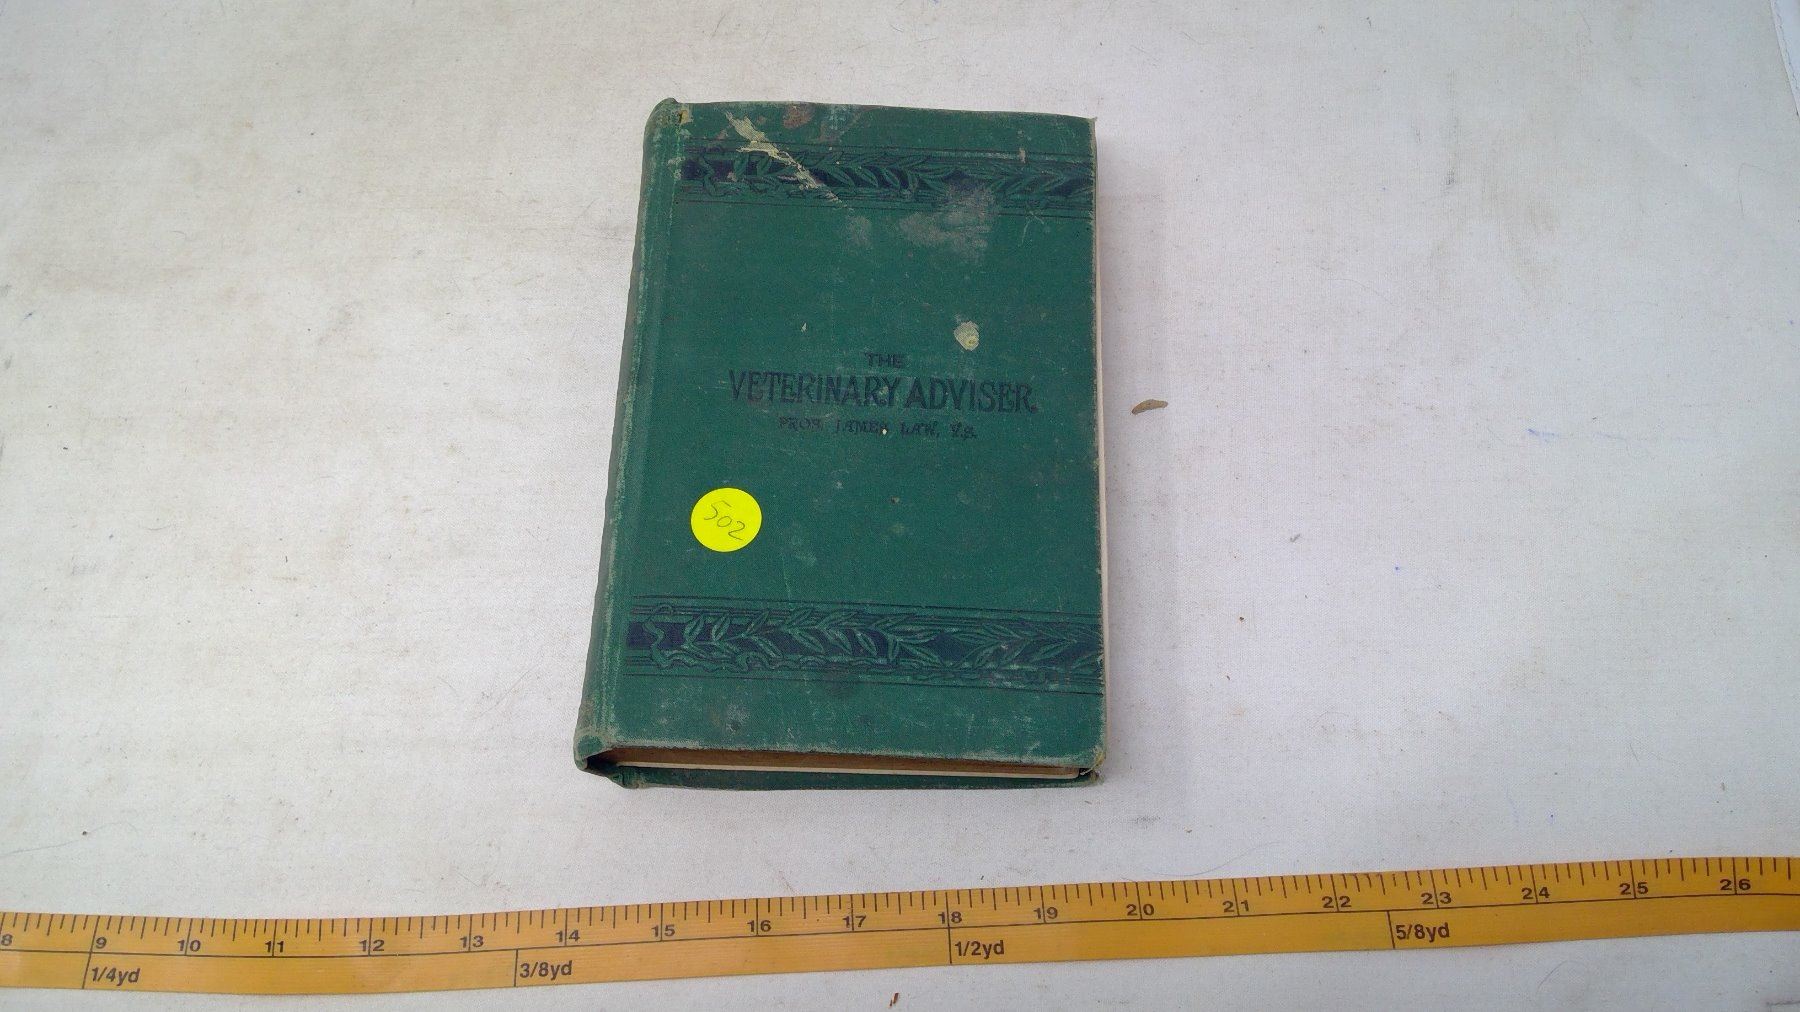 THE
VETERINARY ADVISER.
PROF. JAMES LAW, V.S.
502
8 9 10 11 12 13 14 15 16 17 18 19 20 21 22 23 24 25 26
1/4yd 3/8yd 1/2yd 5/8yd